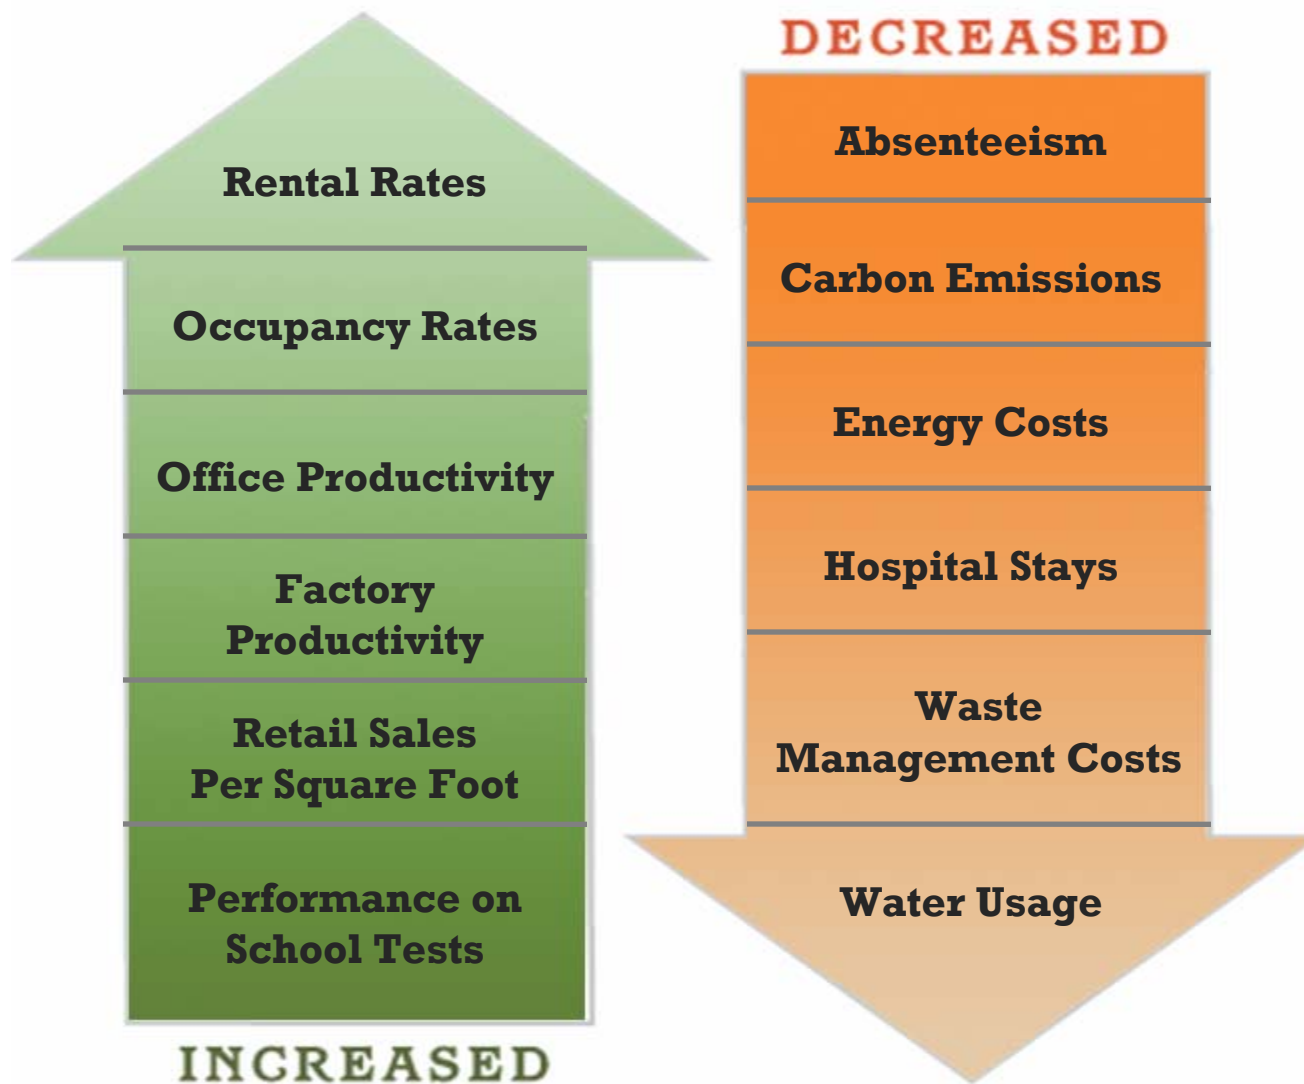 Rental Rates
Occupancy Rates
Office Productivity
Factory
Productivity
Retail Sales
Per Square Foot
Performance on
School Tests
INCREASED
DECREASED
Absenteeism
Carbon Emissions
Energy Costs
Hospital Stays
Waste
Management Costs
Water Usage